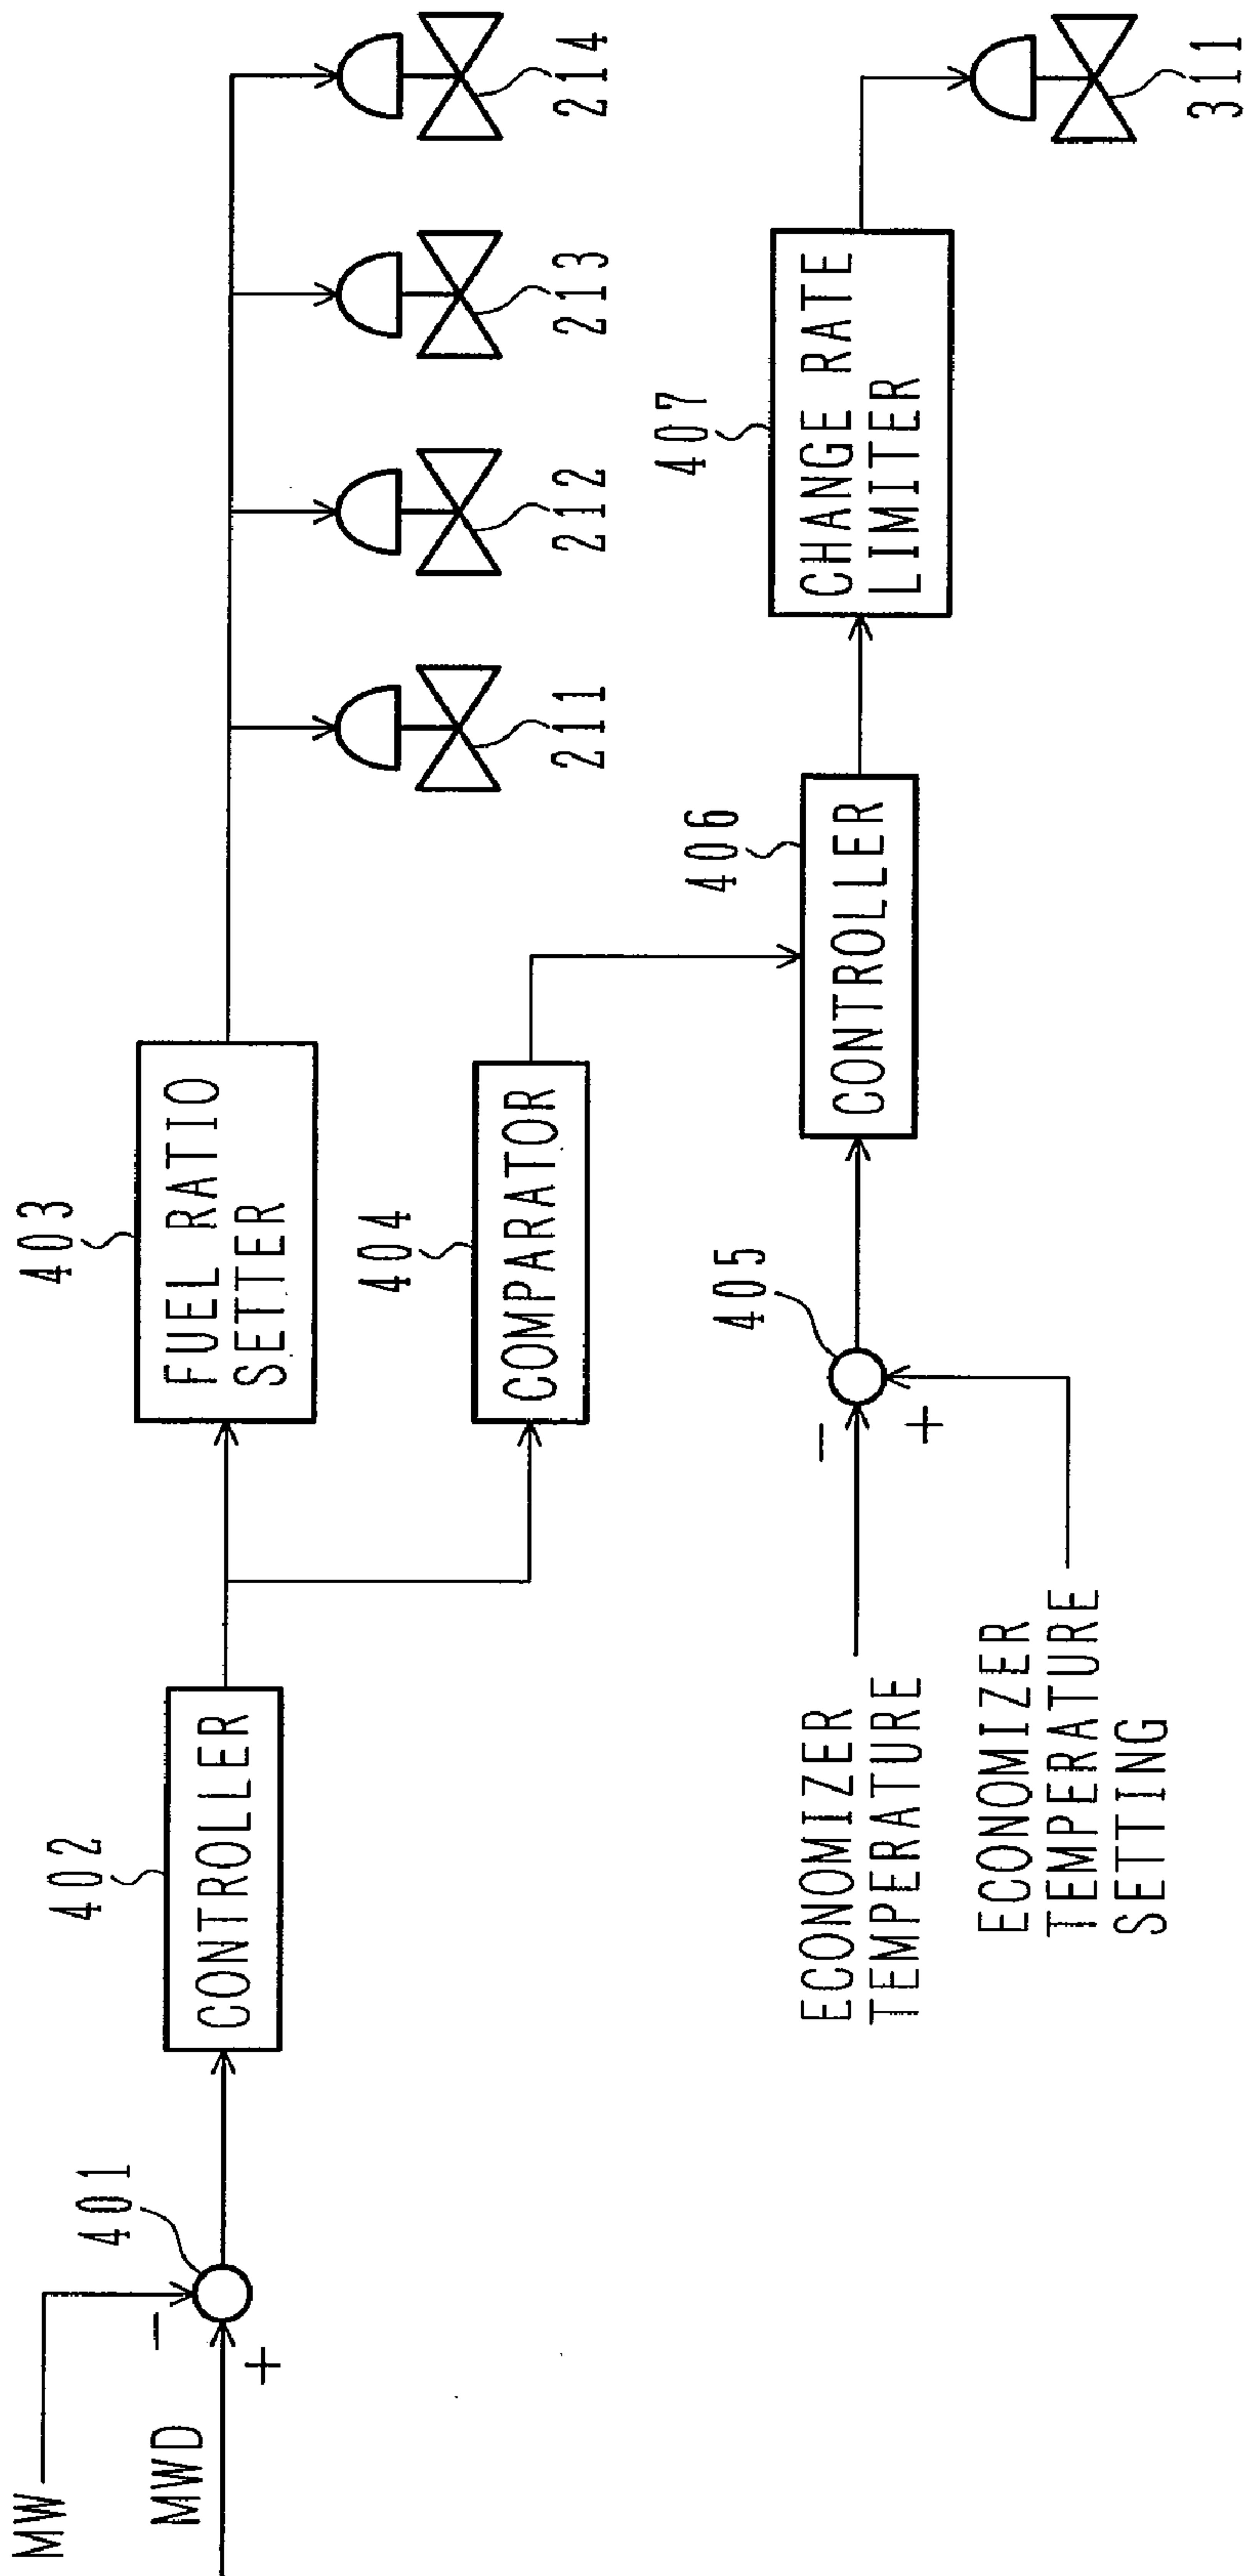 MW
MWD
401
-
+
402
CONTROLLER
403
FUEL RATIO
SETTER
404
COMPARATOR
211
212
213
214
ECONOMIZER
TEMPERATURE
ECONOMIZER
TEMPERATURE
SETTING
-
+
405
406
CONTROLLER
407
CHANGE RATE
LIMITER
311